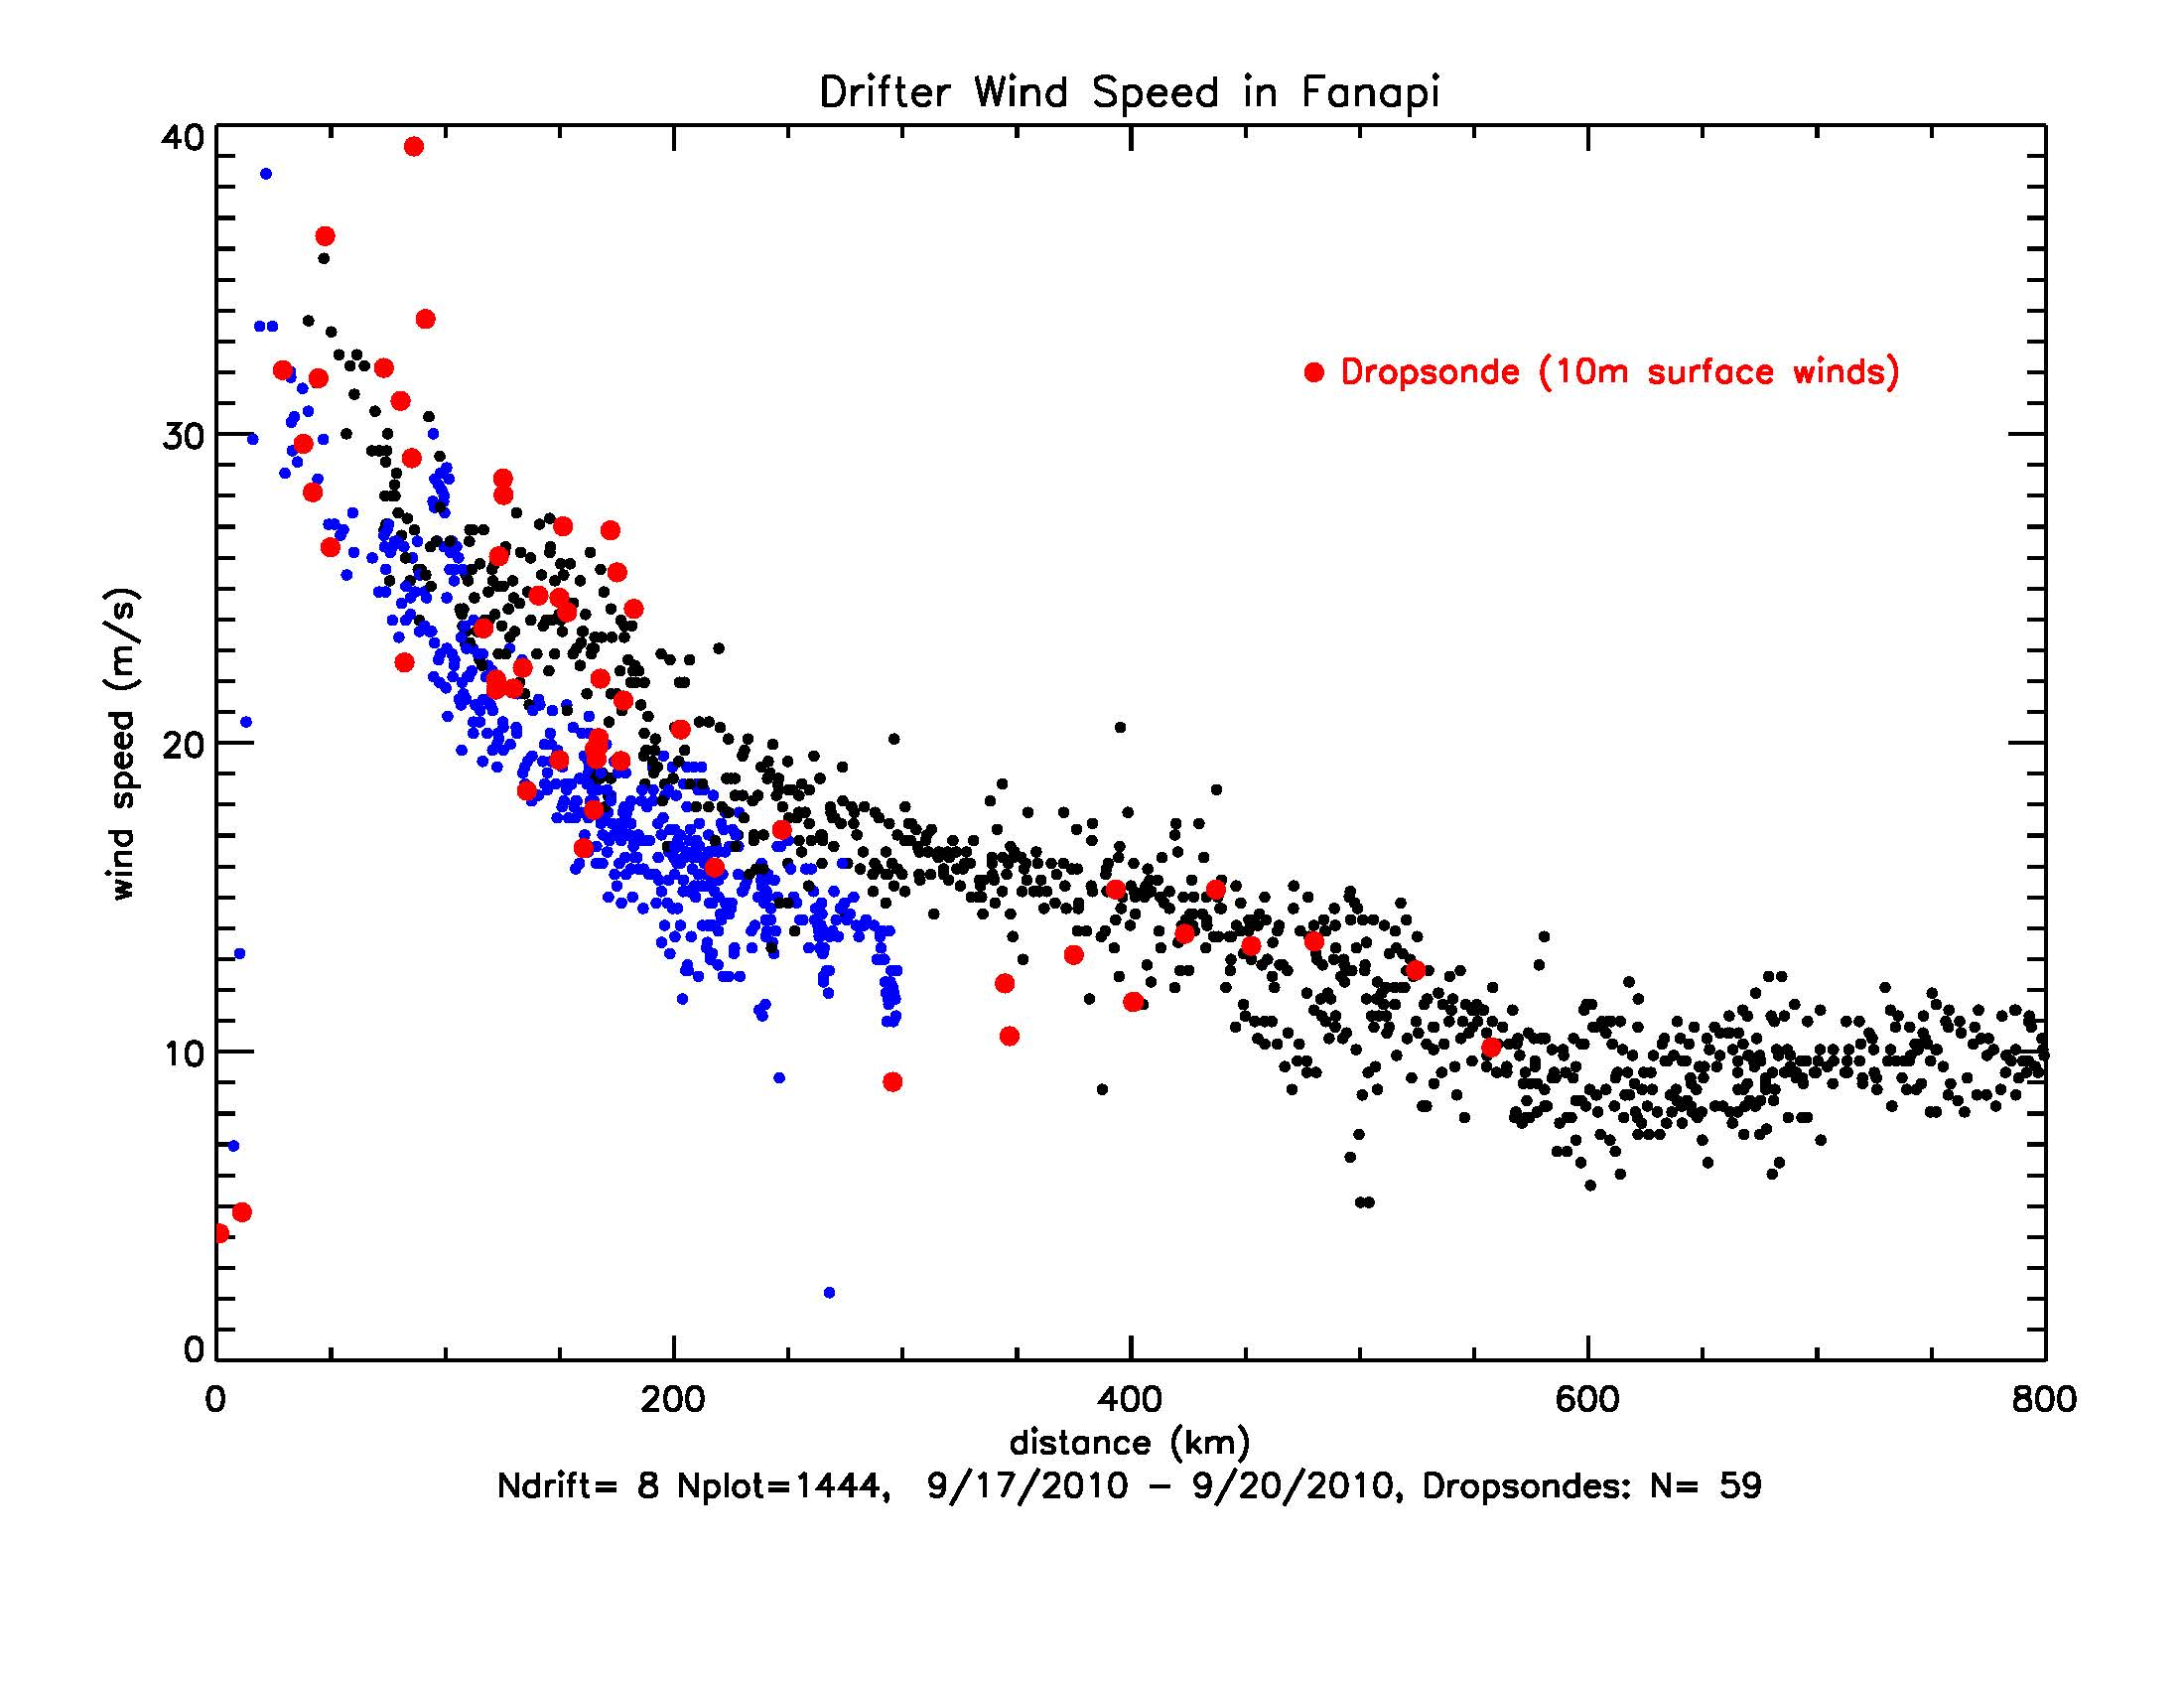 Drifter Wind Speed in Fanapi
40
30
20
10
0
wind speed (m/s)
Dropsonde (10m surface winds)
0 200 400 600 800
distance (km)
Ndrift= 8 Nplot=1444, 9/17/2010 - 9/20/2010, Dropsondes: N= 59